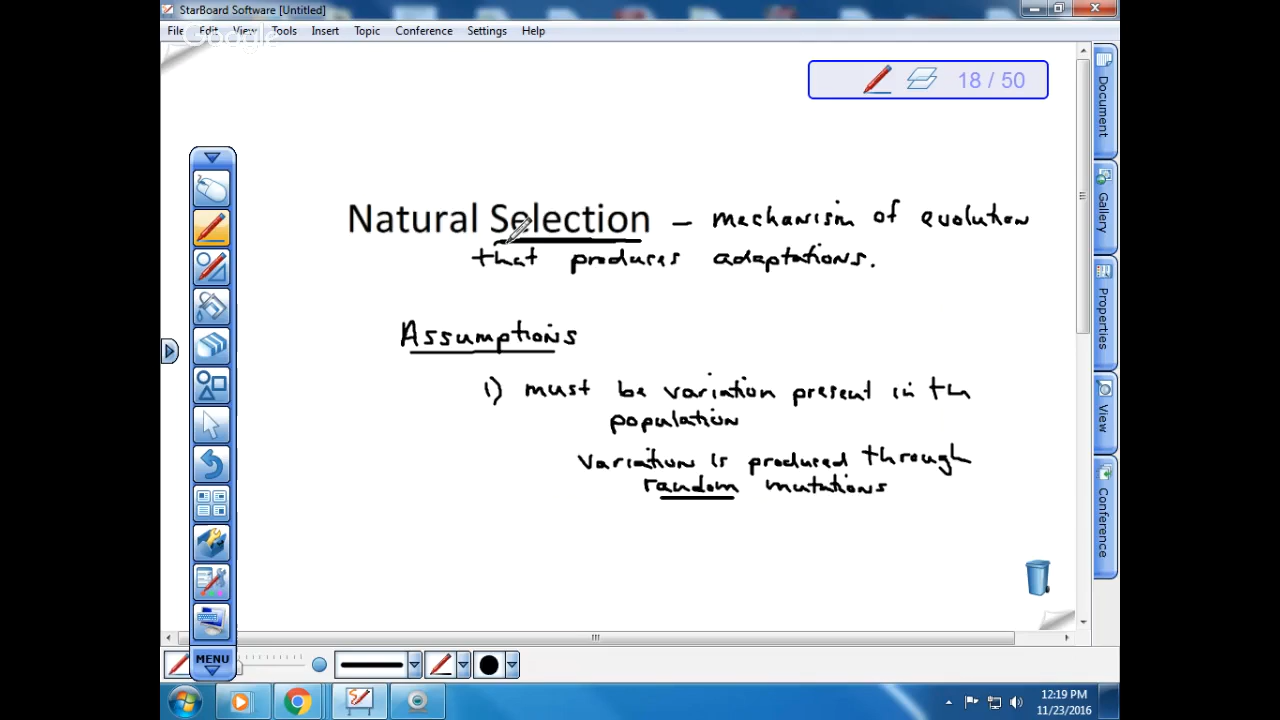 StarBoard Software [Untitled]
File Edit View Tools Insert Topic Conference Settings Help
Google
18 / 50
Document
Gallery
Properties
View
Conference
Natural Selection — mechanism of evolution
that produces adaptations.
Assumptions
1) must be variation present in th
population
Variation is produced through
random mutations
MENU
12:19 PM
11/23/2016